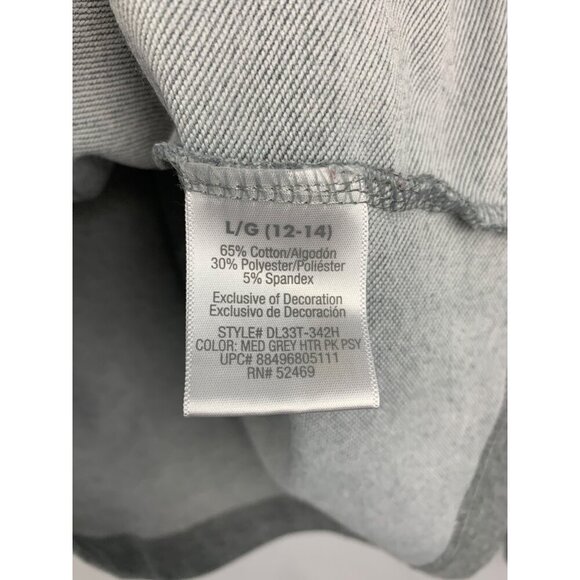 L/G (12-14)
65% Cotton/Algodón
30% Polyester/Poliéster
5% Spandex
Exclusive of Decoration
Exclusivo de Decoración
STYLE# DL33T-342H
COLOR: MED GREY HTR PK PSY
UPC# 88496805111
RN# 52469